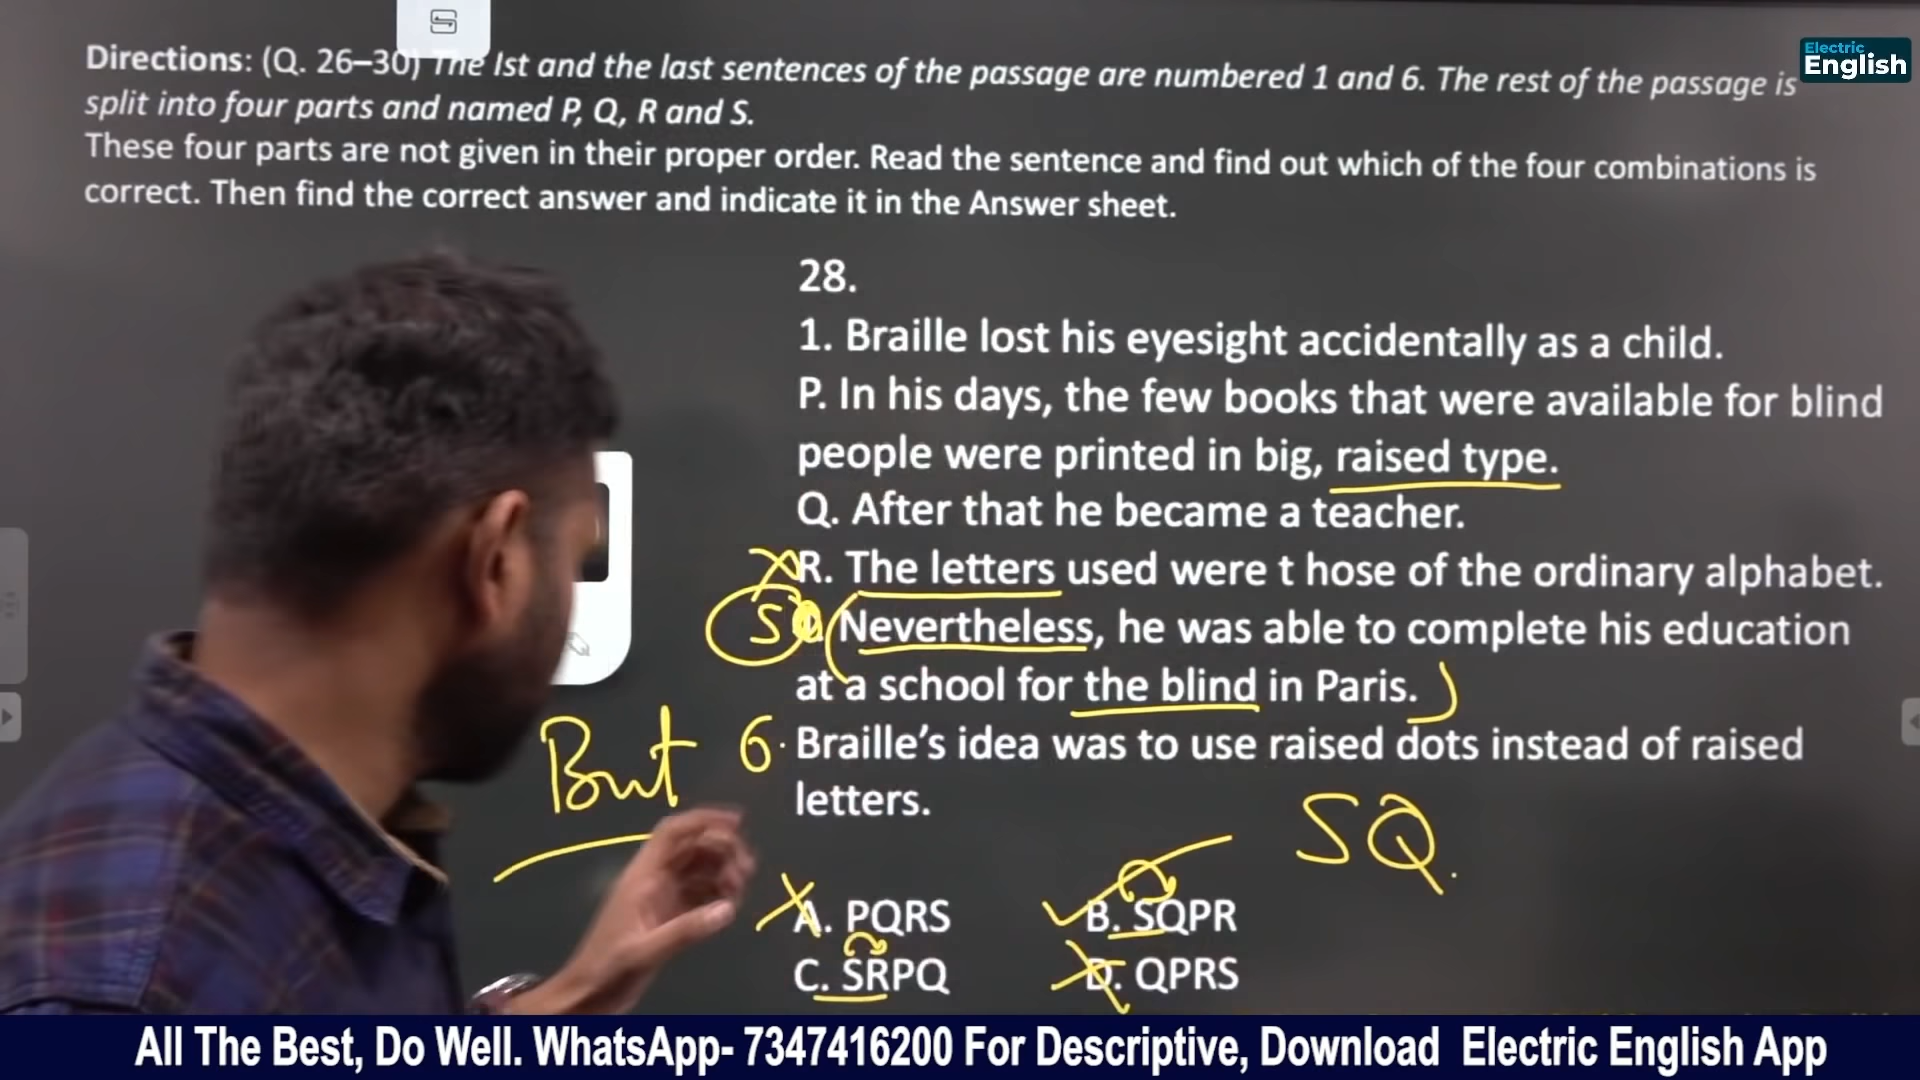 Electric
English
Directions: (Q. 26–30) The Ist and the last sentences of the passage are numbered 1 and 6. The rest of the passage is
split into four parts and named P, Q, R and S.
These four parts are not given in their proper order. Read the sentence and find out which of the four combinations is
correct. Then find the correct answer and indicate it in the Answer sheet.
28.
1. Braille lost his eyesight accidentally as a child.
P. In his days, the few books that were available for blind
people were printed in big, raised type.
Q. After that he became a teacher.
R. The letters used were t hose of the ordinary alphabet.
S Nevertheless, he was able to complete his education
at a school for the blind in Paris.
But 6. Braille’s idea was to use raised dots instead of raised
letters.
SQ.
A. PQRS B. SQPR
C. SRPQ D. QPRS
All The Best, Do Well. WhatsApp- 7347416200 For Descriptive, Download Electric English App